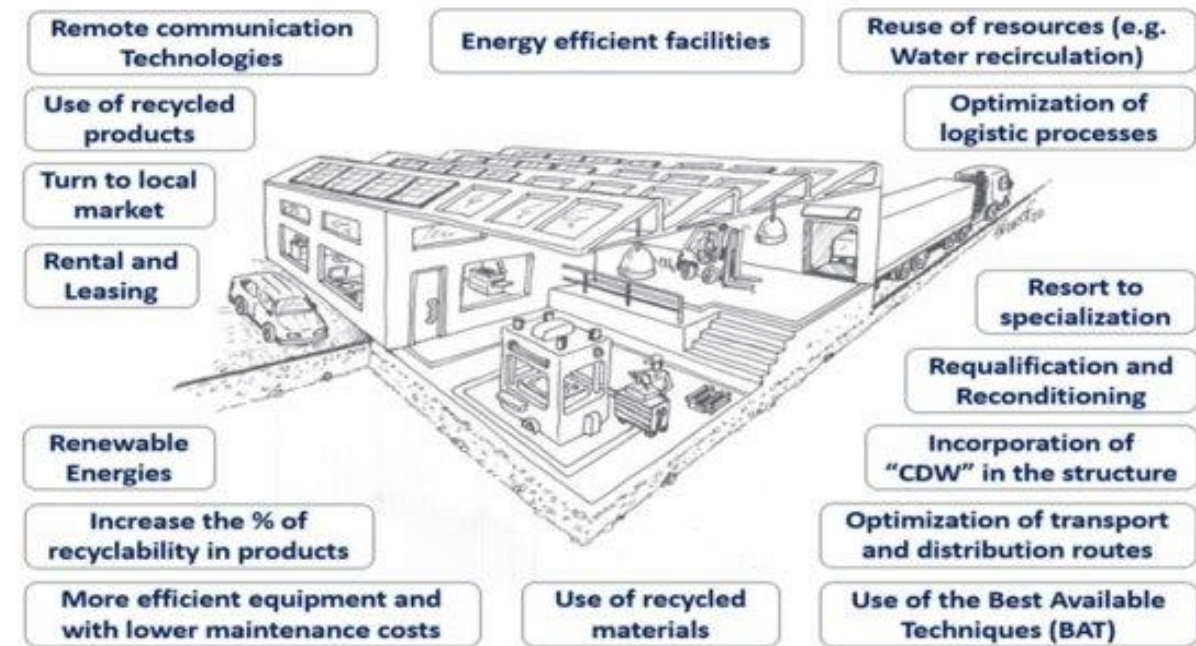 Remote communication
Technologies
Energy efficient facilities
Reuse of resources (e.g.
Water recirculation)
Use of recycled
products
Optimization of
logistic processes
Turn to local
market
Rental and
Leasing
Resort to
specialization
Requalification and
Reconditioning
Renewable
Energies
Incorporation of
“CDW” in the structure
Increase the % of
recyclability in products
Optimization of transport
and distribution routes
More efficient equipment and
with lower maintenance costs
Use of recycled
materials
Use of the Best Available
Techniques (BAT)